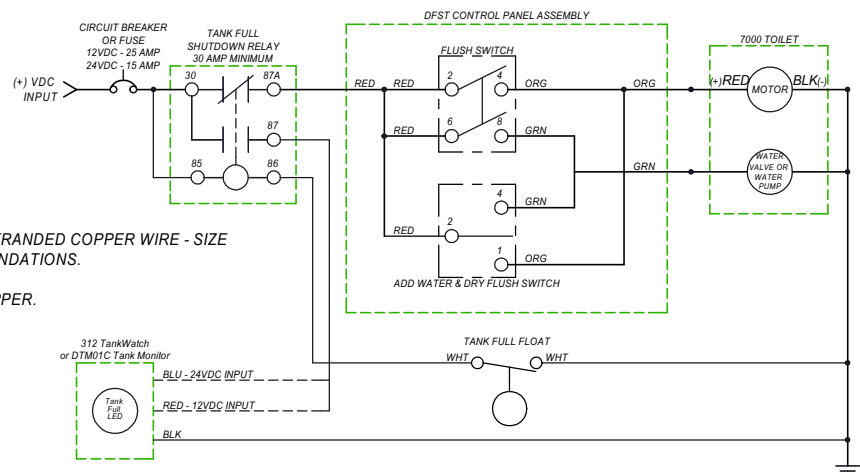 DFST CONTROL PANEL ASSEMBLY
CIRCUIT BREAKER
OR FUSE
12VDC - 25 AMP
24VDC - 15 AMP
TANK FULL
SHUTDOWN RELAY
30 AMP MINIMUM
FLUSH SWITCH
7000 TOILET
(+) VDC
INPUT
30
87A
RED
RED
2
4
ORG
ORG
(+)RED
MOTOR
BLK(-)
87
RED
6
8
GRN
85
86
GRN
WATER
VALVE OR
WATER
PUMP
4
GRN
RED
2
1
ORG
ADD WATER & DRY FLUSH SWITCH
TRANDED COPPER WIRE - SIZE
NDATIONS.
PPER.
312 TankWatch
or DTM01C Tank Monitor
TANK FULL FLOAT
WHT
WHT
BLU - 24VDC INPUT
Tank
Full
LED
RED - 12VDC INPUT
BLK